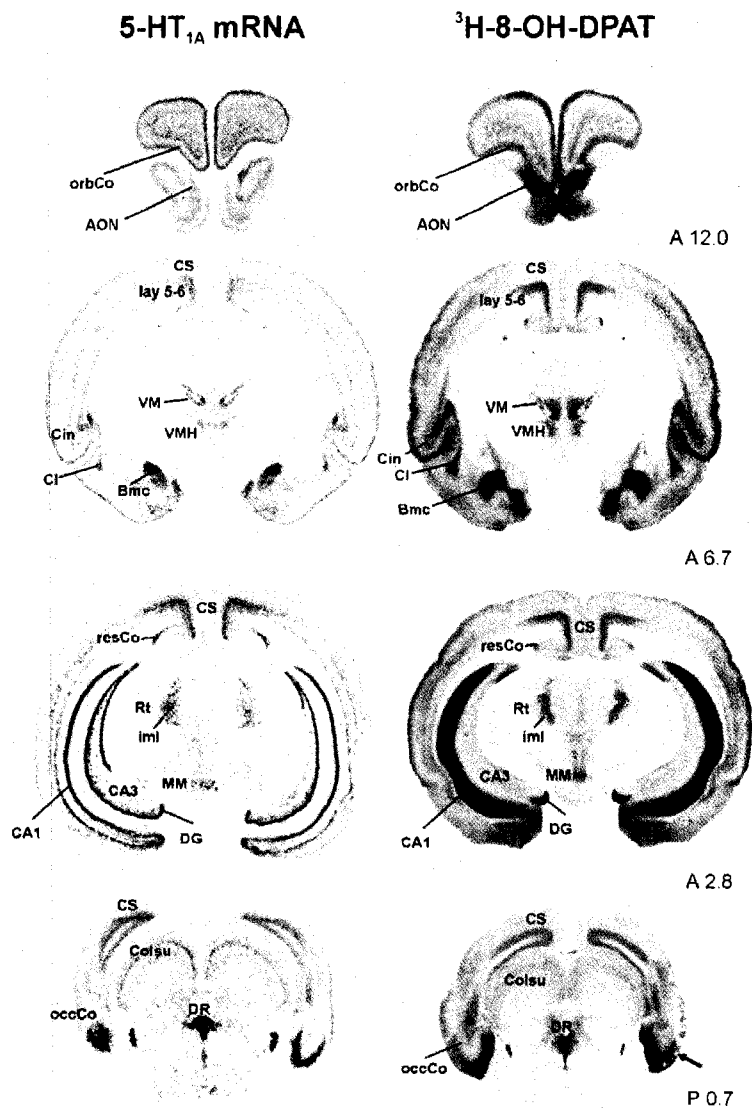 5-HT1A mRNA
3H-8-OH-DPAT
orbCo
AON
orbCo
AON
A 12.0
CS
lay 5-6
VM
VMH
Cin
Cl
Bmc
CS
lay 5-6
VM
VMH
Cin
Cl
Bmc
A 6.7
CS
resCo
Rt
iml
CA3
MM
CA1
DG
CS
resCo
Rt
iml
CA3
MM
CA1
DG
A 2.8
CS
Colsu
DR
occCo
CS
Colsu
DR
occCo
P 0.7